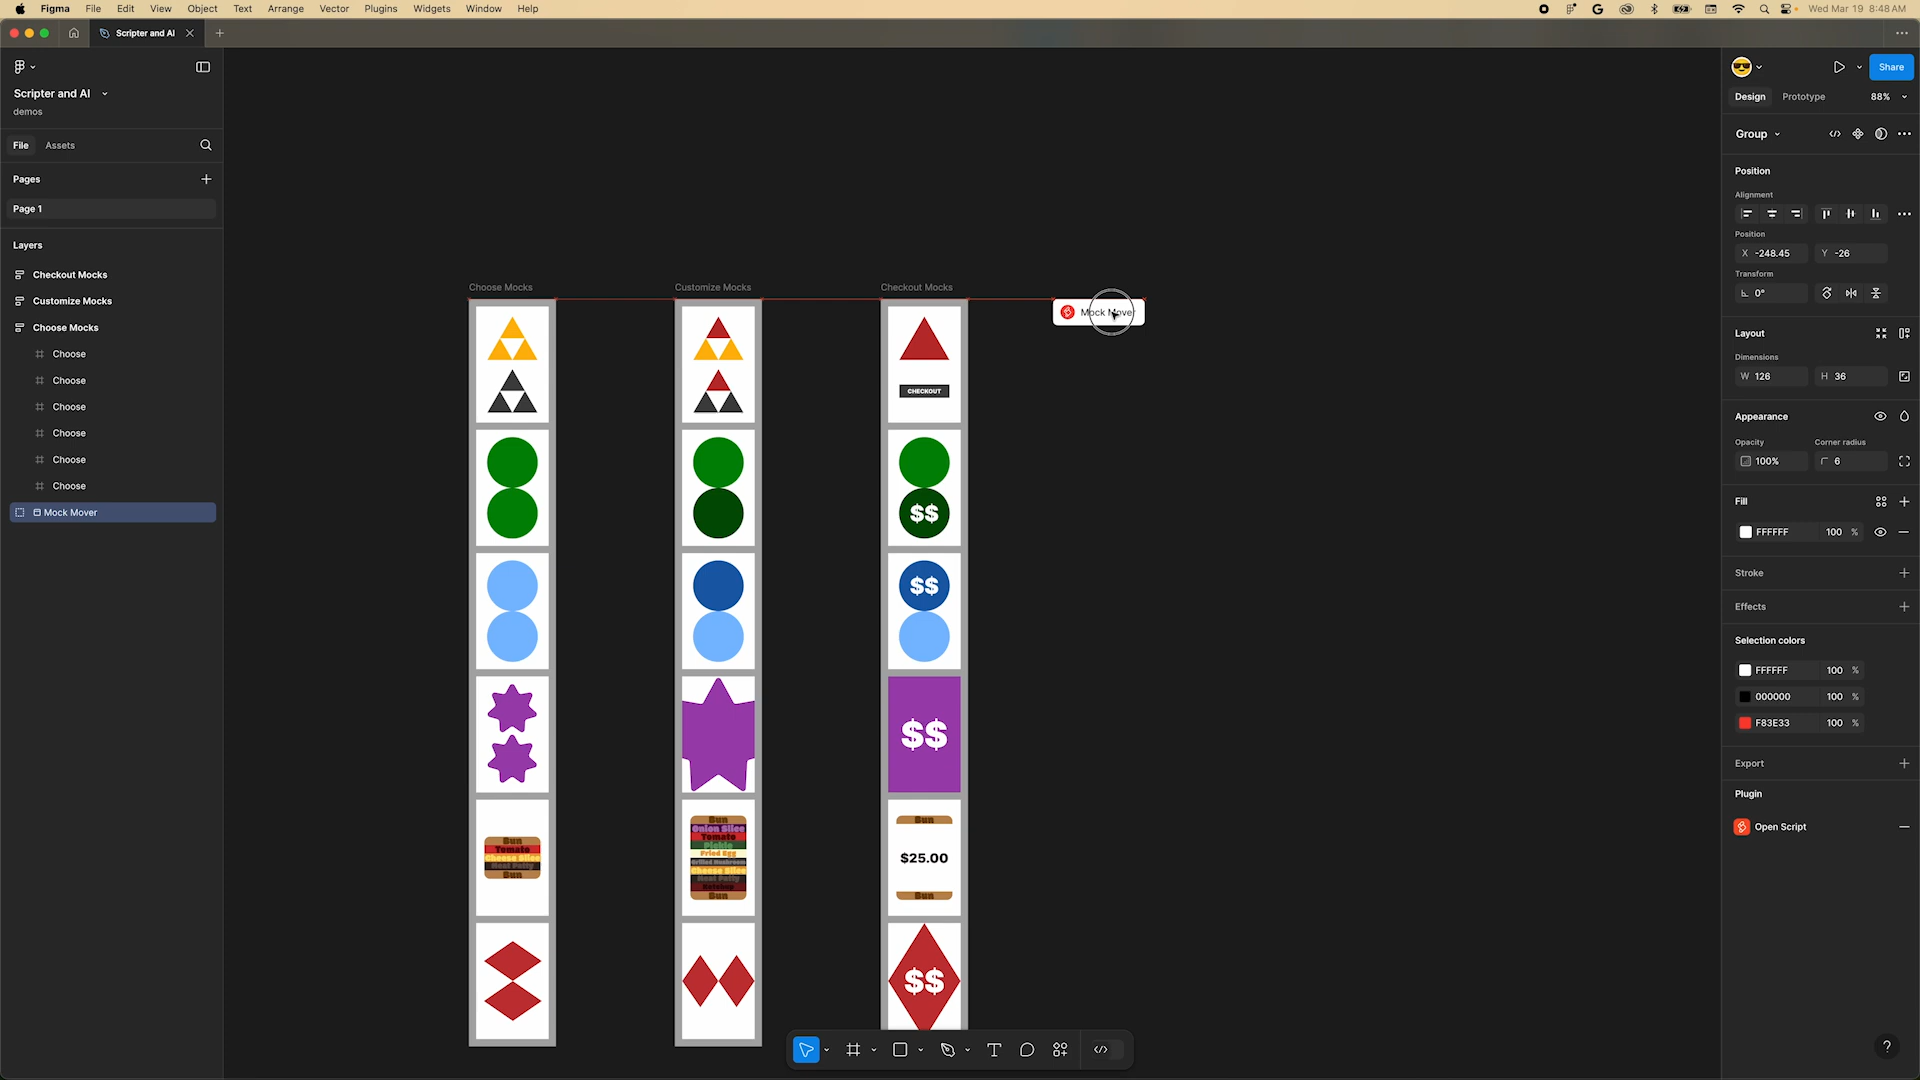 Figma File Edit View Object Text Arrange Vector Plugins Widgets Window Help
Wed Mar 19 8:48 AM
Scripter and AI
Scripter and AI
demos
File Assets
Pages
Page 1
Layers
Checkout Mocks
Customize Mocks
Choose Mocks
Choose
Choose
Choose
Choose
Choose
Choose
Mock Mover
Choose Mocks
Customize Mocks
Checkout Mocks
Mock Mover
CHECKOUT
$$
$$
$$
Bun
Tomato
Cheese Slice
Meat Patty
Bun
Bun
Onion Slice
Tomato
Pickle
Fried Egg
Grilled Mushroom
Cheese Slice
Meat Patty
Ketchup
Bun
Bun
$25.00
Bun
$$
Share
Design Prototype 88%
Group
Position
Alignment
Position
X -248.45 Y -26
Transform
0°
Layout
Dimensions
W 126 H 36
Appearance
Opacity Corner radius
100% 6
Fill
FFFFFF 100 %
Stroke
Effects
Selection colors
FFFFFF 100 %
000000 100 %
F83E33 100 %
Export
Plugin
Open Script
?